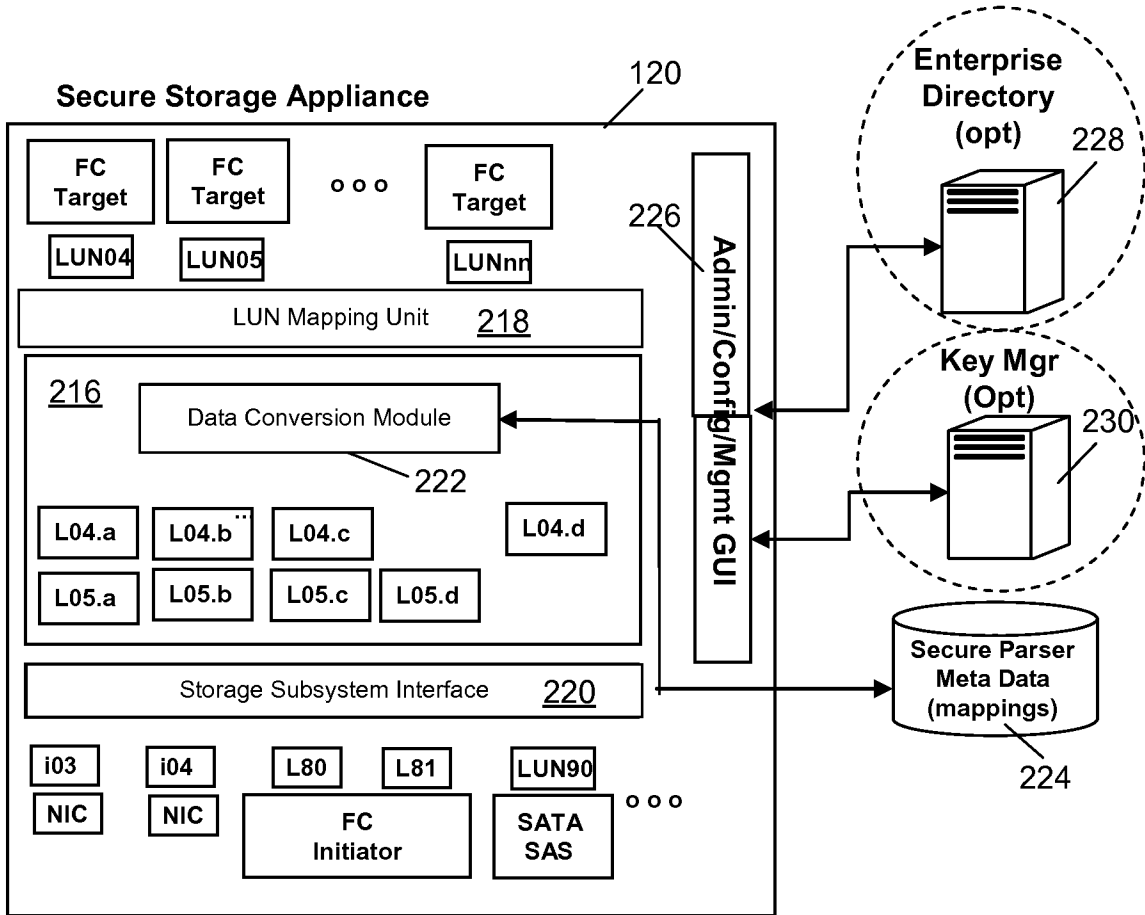 Secure Storage Appliance
120
FC
Target
FC
Target
o o o
FC
Target
LUN04
LUN05
LUNnn
LUN Mapping Unit 218
216
Data Conversion Module
222
L04.a
L04.b
...
L04.c
L04.d
L05.a
L05.b
L05.c
L05.d
Storage Subsystem Interface 220
i03
i04
L80
L81
LUN90
NIC
NIC
FC
Initiator
SATA
SAS
o o o
226
Admin/Config/Mgmt GUI
Enterprise
Directory
(opt)
228
Key Mgr
(Opt)
230
Secure Parser
Meta Data
(mappings)
224